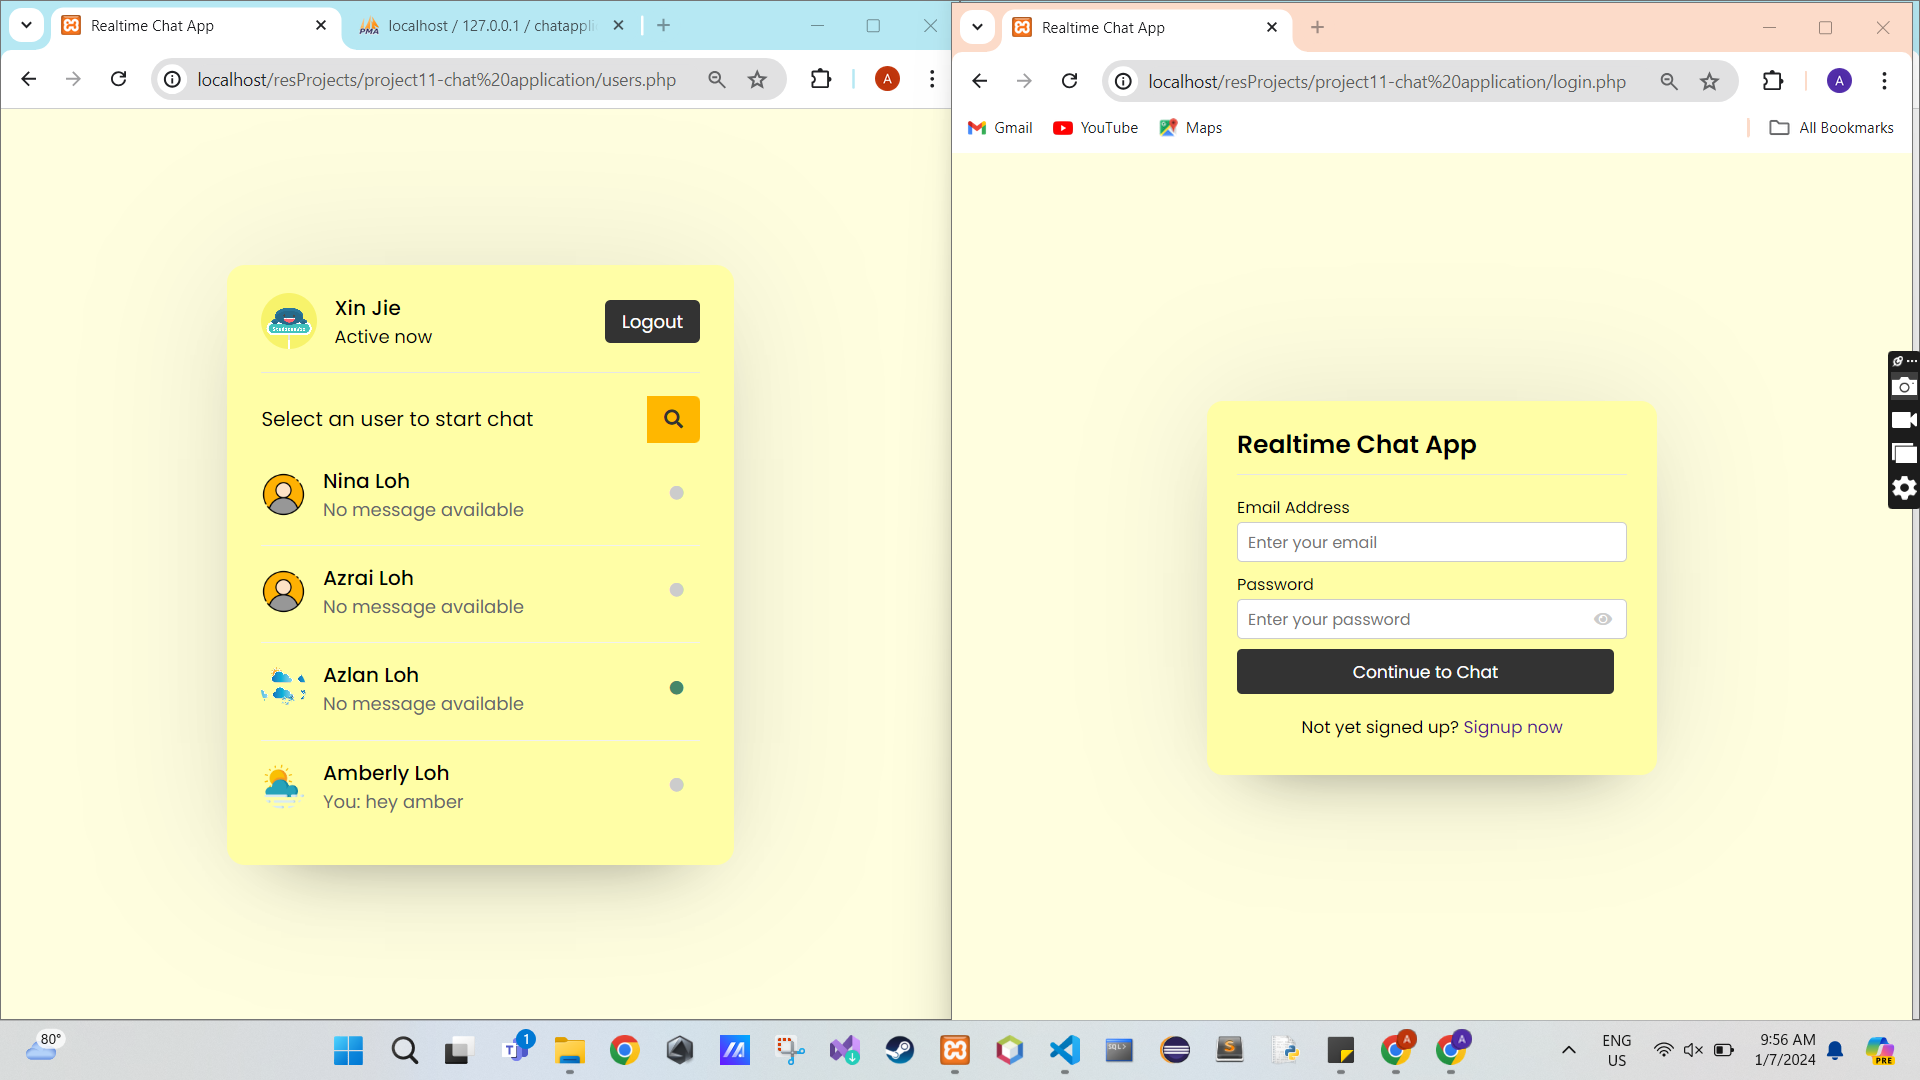 Realtime Chat App
localhost / 127.0.0.1 / chatappli
localhost/resProjects/project11-chat%20application/users.php
A
Xin Jie
Active now
Logout
Select an user to start chat
Nina Loh
No message available
Azrai Loh
No message available
Azlan Loh
No message available
Amberly Loh
You: hey amber
Realtime Chat App
localhost/resProjects/project11-chat%20application/login.php
A
Gmail
YouTube
Maps
All Bookmarks
Realtime Chat App
Email Address
Enter your email
Password
Enter your password
Continue to Chat
Not yet signed up? Signup now
80°
1
A
A
ENG
US
9:56 AM
1/7/2024
PRE